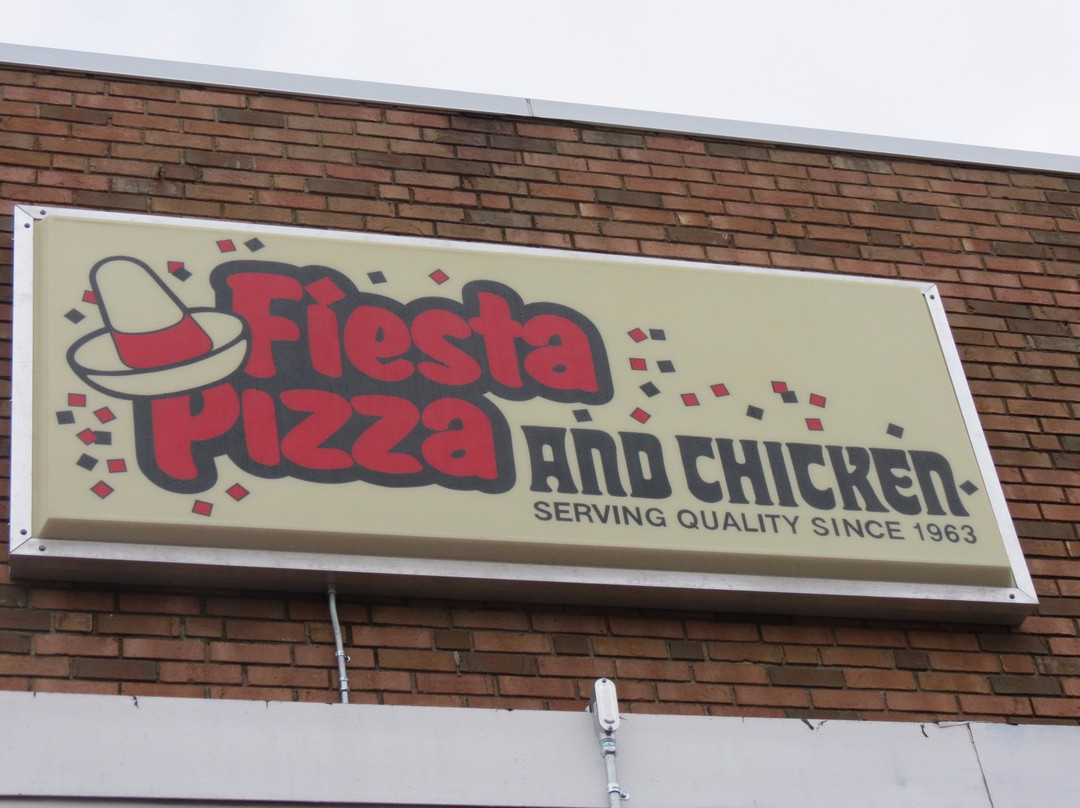 Fiesta
Pizza
AND CHICKEN
SERVING QUALITY SINCE 1963